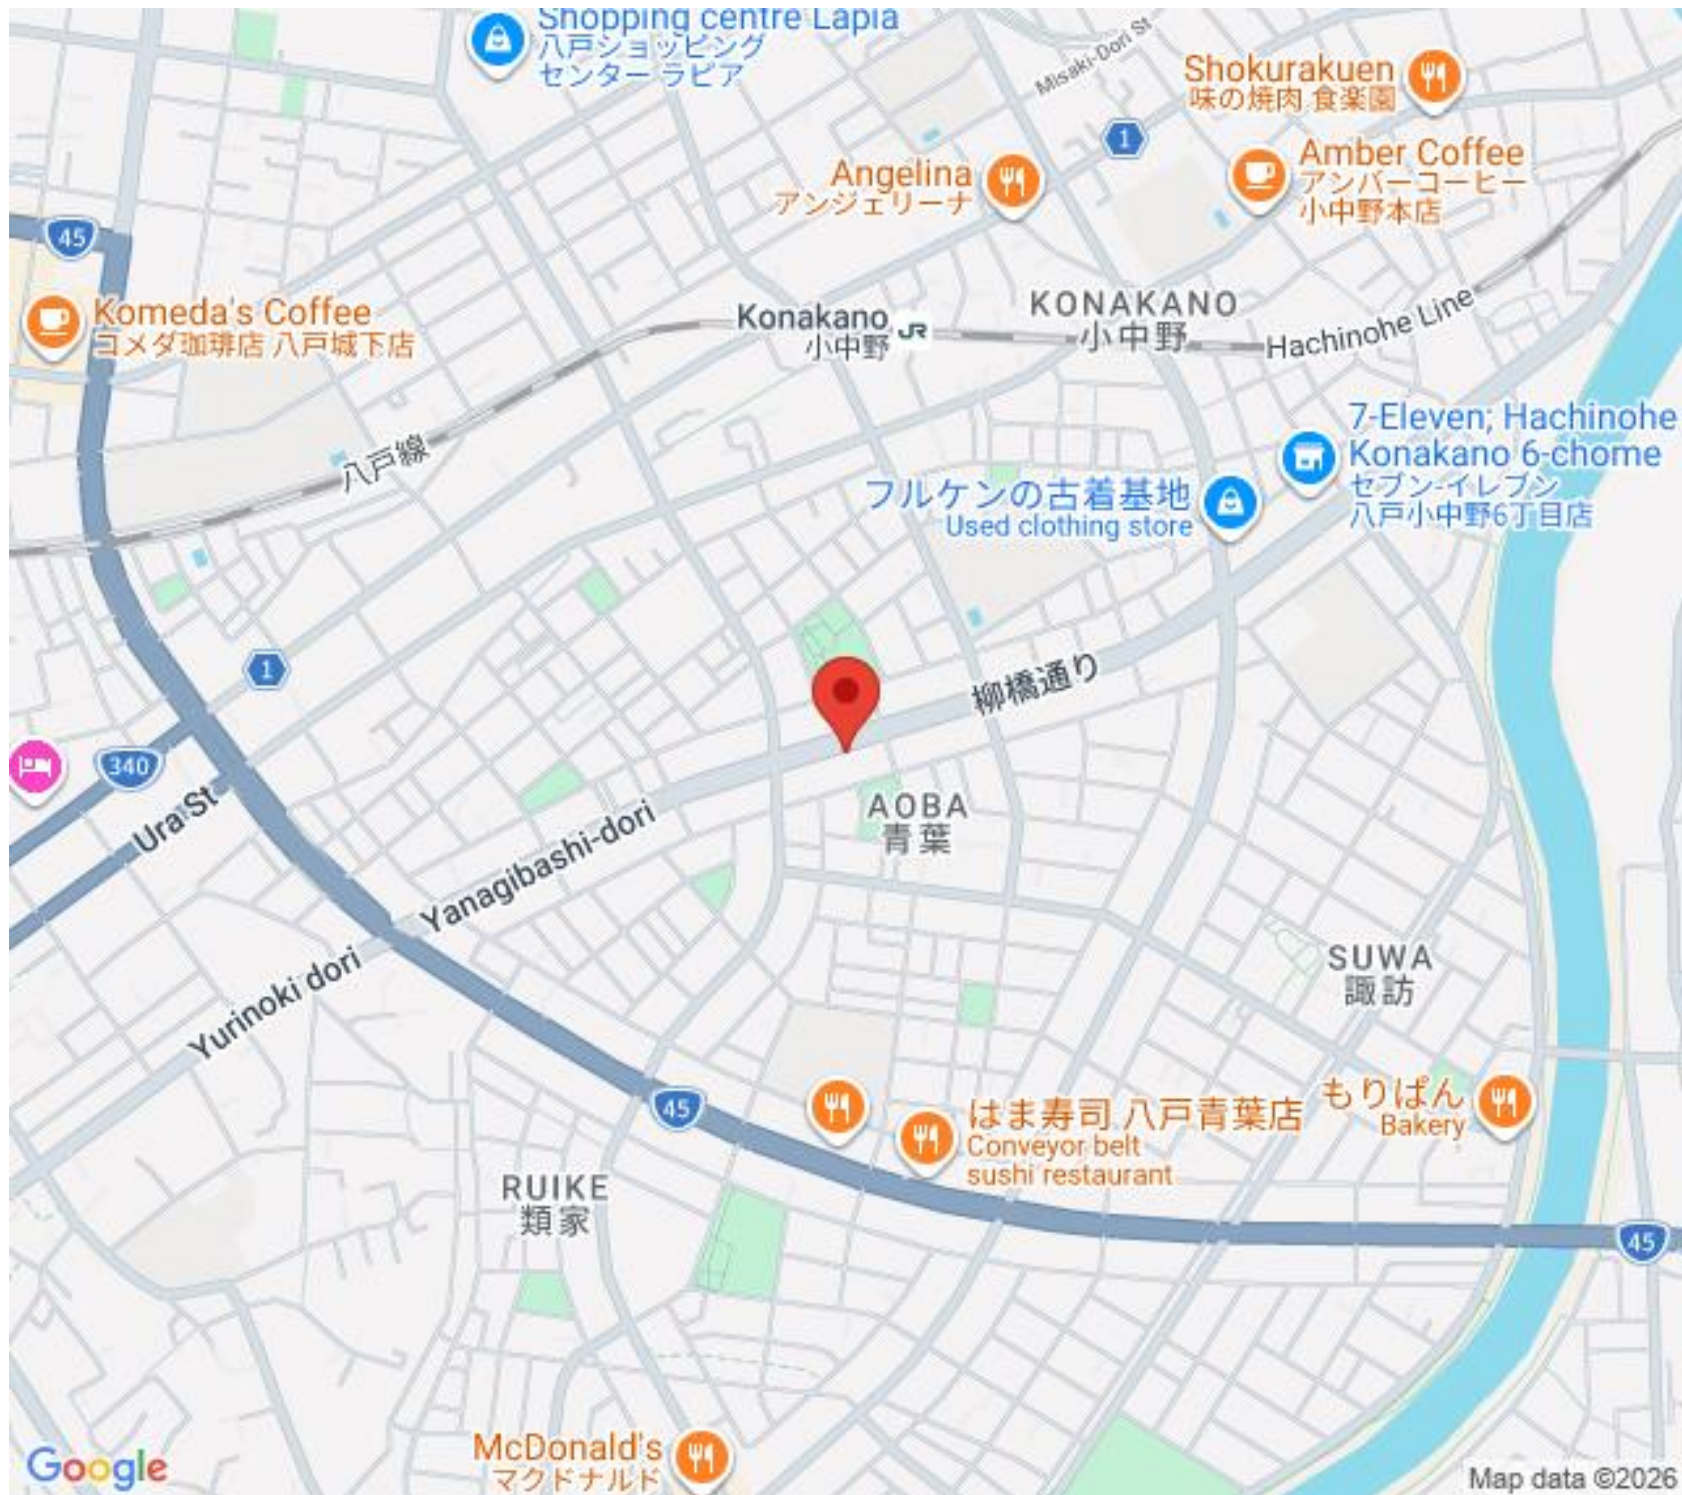 Shopping centre Lapia
八戸ショッピング
センター ラピア
Misaki-Dori St
Shokurakuen
味の焼肉 食楽園
1
Angelina
アンジェリーナ
Amber Coffee
アンバーコーヒー
小中野本店
45
Komeda's Coffee
コメダ珈琲店 八戸城下店
Konakano
小中野
JR
KONAKANO
小中野
Hachinohe Line
八戸線
7-Eleven; Hachinohe
Konakano 6-chome
セブン-イレブン
八戸小中野6丁目店
フルケンの古着基地
Used clothing store
1
柳橋通り
340
Ura St
Yanagibashi-dori
AOBA
青葉
Yurinoki dori
SUWA
諏訪
45
はま寿司 八戸青葉店
Conveyor belt
sushi restaurant
もりぱん
Bakery
RUIKE
類家
45
McDonald's
マクドナルド
Google
Map data ©2026